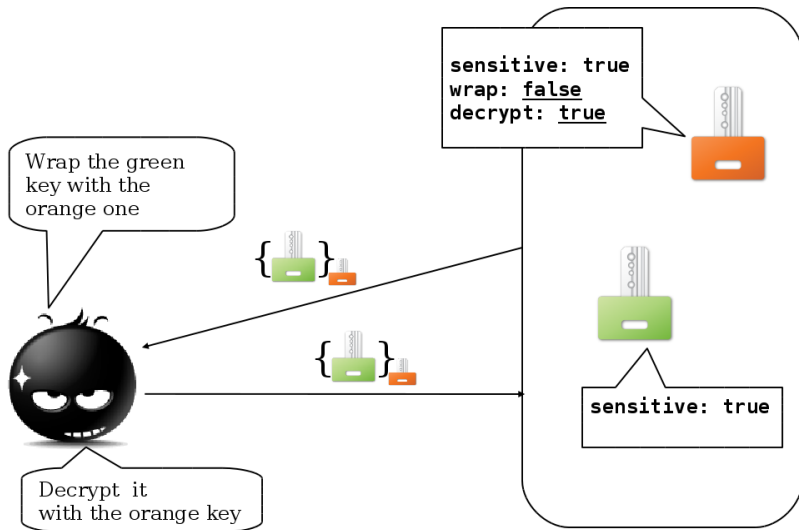 sensitive: true
wrap: false
decrypt: true
Wrap the green
key with the
orange one
{ }
{ }
sensitive: true
Decrypt it
with the orange key